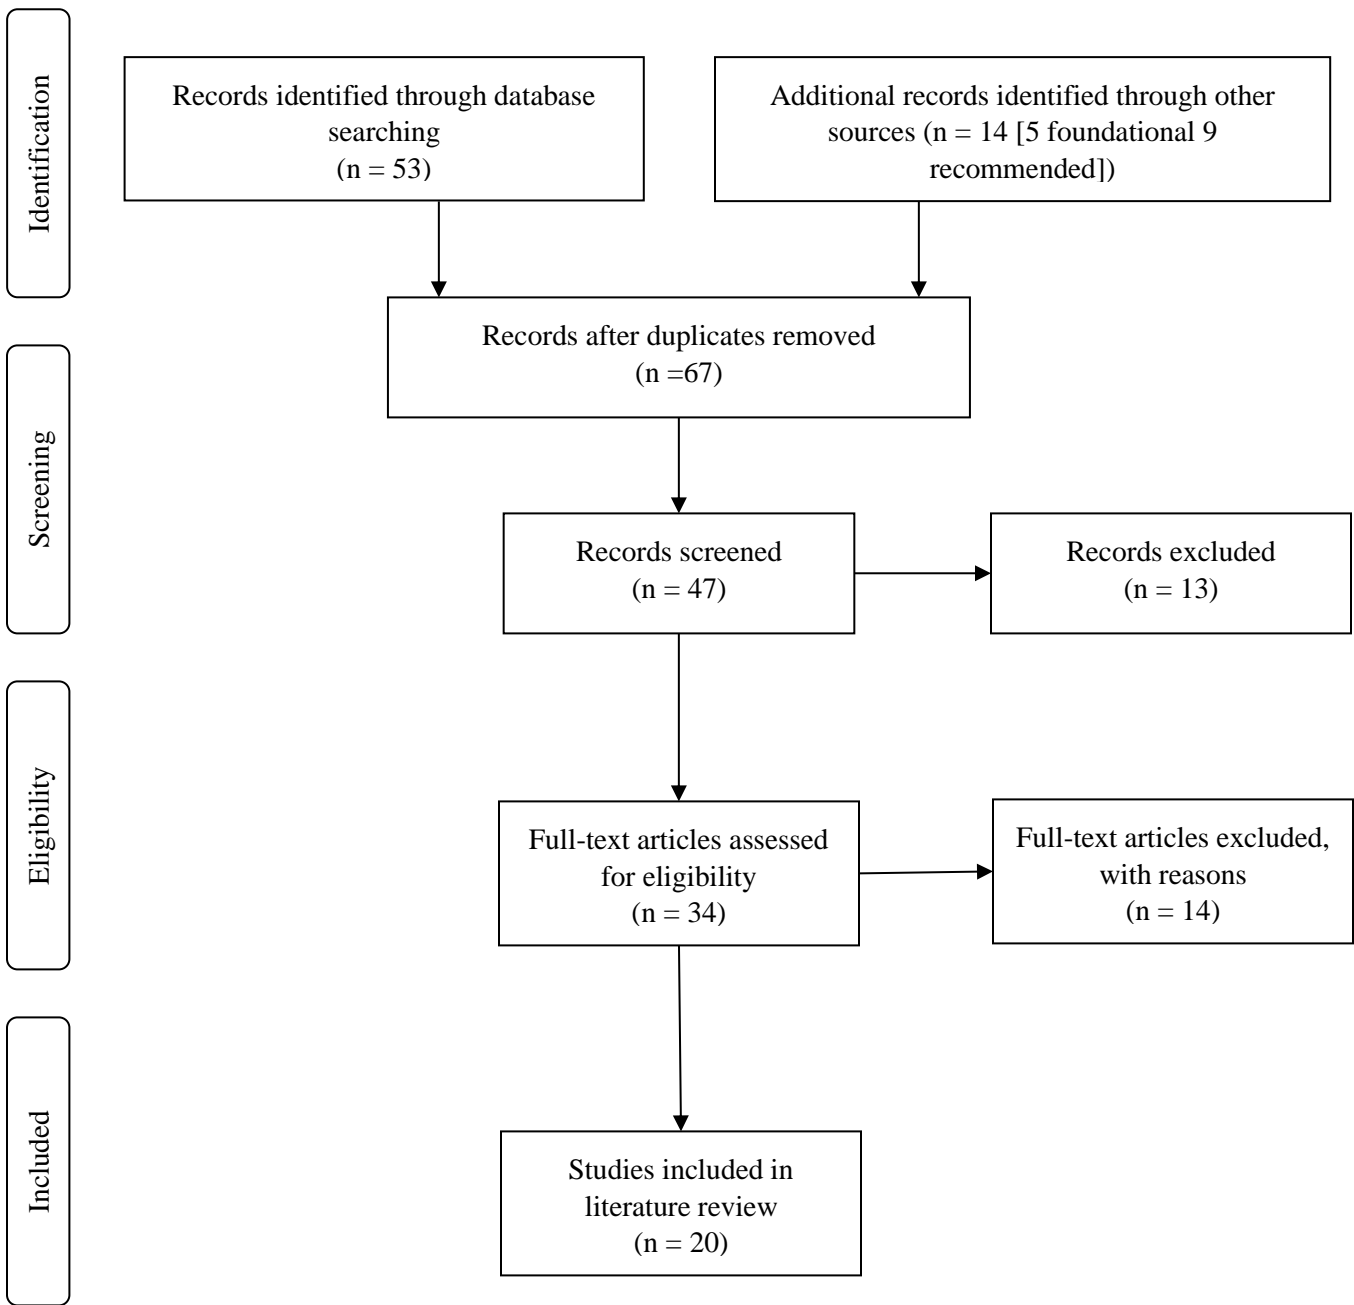 Identification
Records identified through database
searching
(n = 53)
Additional records identified through other
sources (n = 14 [5 foundational 9
recommended])
Records after duplicates removed
(n =67)
Screening
Records screened
(n = 47)
Records excluded
(n = 13)
Eligibility
Full-text articles assessed
for eligibility
(n = 34)
Full-text articles excluded,
with reasons
(n = 14)
Included
Studies included in
literature review
(n = 20)